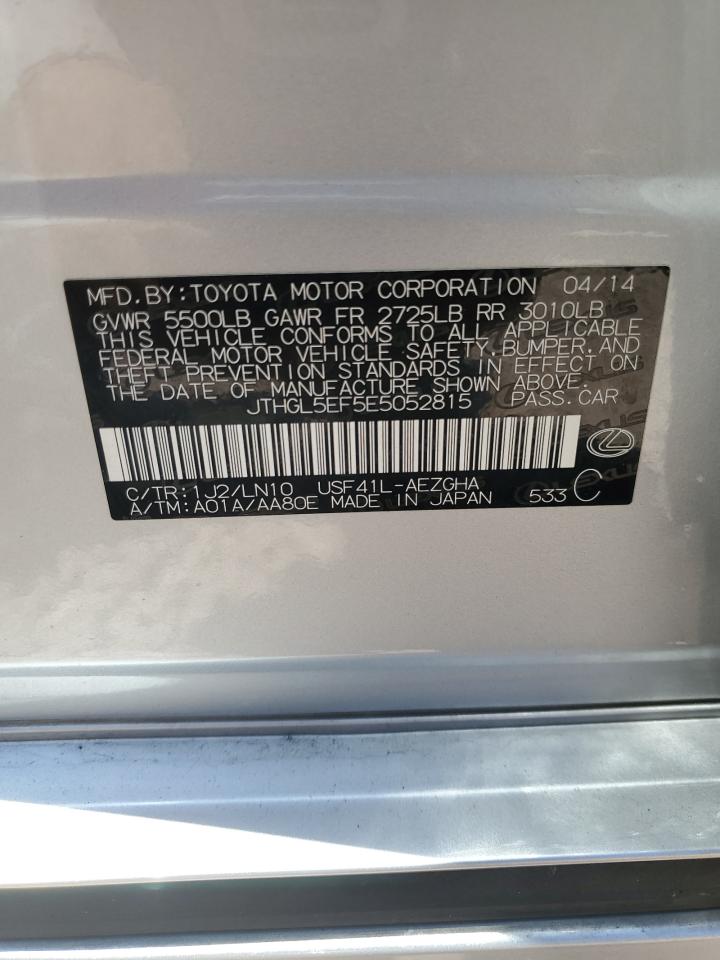 MFD.BY:TOYOTA MOTOR CORPORATION 04/14
GVWR 5500LB GAWR FR 2725LB RR 3010LB
THIS VEHICLE CONFORMS TO ALL APPLICABLE
FEDERAL MOTOR VEHICLE SAFETY,BUMPER,AND
THEFT PREVENTION STANDARDS IN EFFECT ON
THE DATE OF MANUFACTURE SHOWN ABOVE.
JTHGL5EF5E5052815 PASS.CAR
C/TR:1J2/LN10 USF41L-AEZGHA
A/TM:A01A/AA80E MADE IN JAPAN 533 C